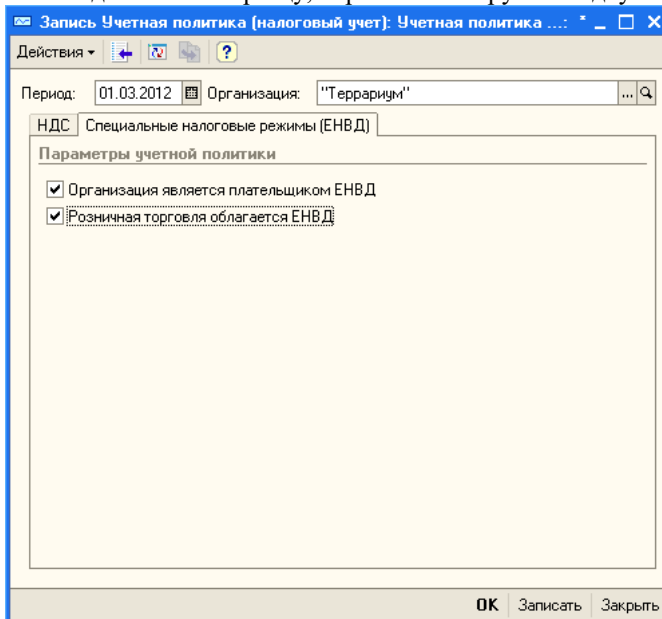 Запись Учетная политика (налоговый учет): Учетная политика ...: *
Действия
Период: 01.03.2012 Организация: "Террариум" ...
НДС Специальные налоговые режимы (ЕНВД)
Параметры учетной политики
Организация является плательщиком ЕНВД
Розничная торговля облагается ЕНВД
OK Записать Закрыть